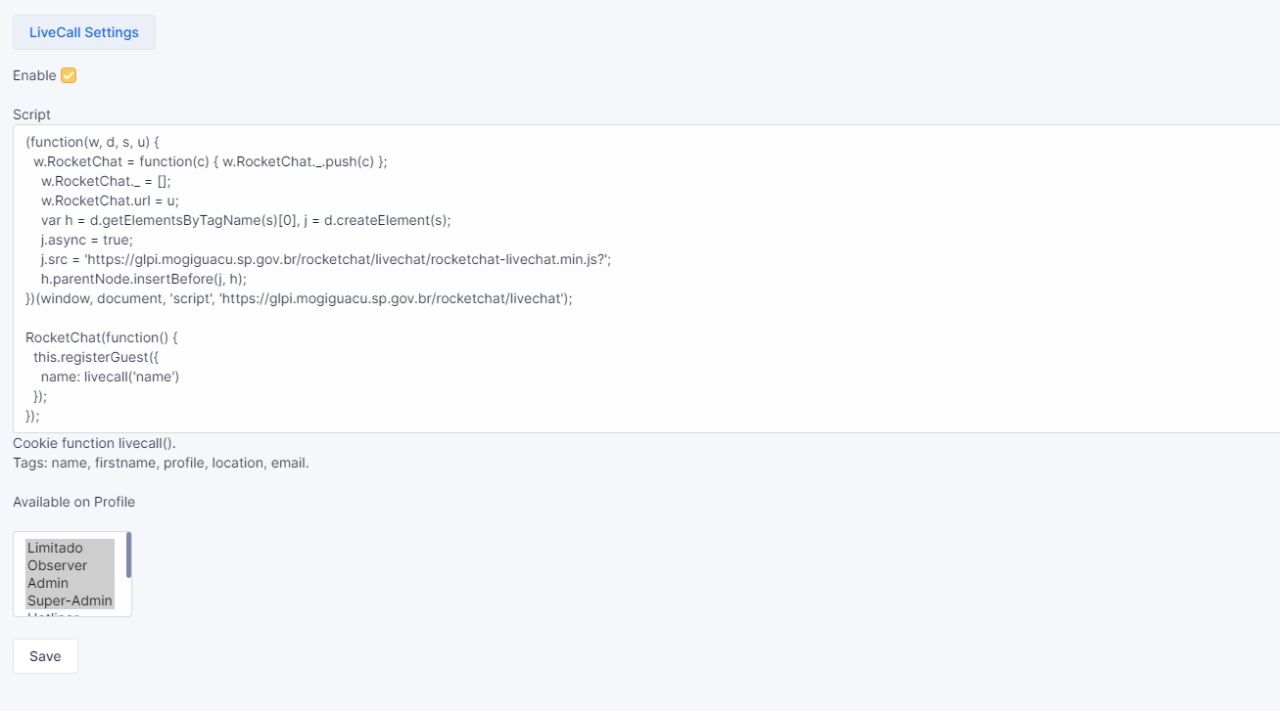 LiveCall Settings
Enable
Script
(function(w, d, s, u) {
w.RocketChat = function(c) { w.RocketChat._.push(c) };
w.RocketChat._ = [];
w.RocketChat.url = u;
var h = d.getElementsByTagName(s)[0], j = d.createElement(s);
j.async = true;
j.src = 'https://glpi.mogiguacu.sp.gov.br/rocketchat/livechat/rocketchat-livechat.min.js?';
h.parentNode.insertBefore(j, h);
})(window, document, 'script', 'https://glpi.mogiguacu.sp.gov.br/rocketchat/livechat');
RocketChat(function() {
this.registerGuest({
name: livecall('name')
});
});
Cookie function livecall().
Tags: name, firstname, profile, location, email.
Available on Profile
Limitado
Observer
Admin
Super-Admin
Save